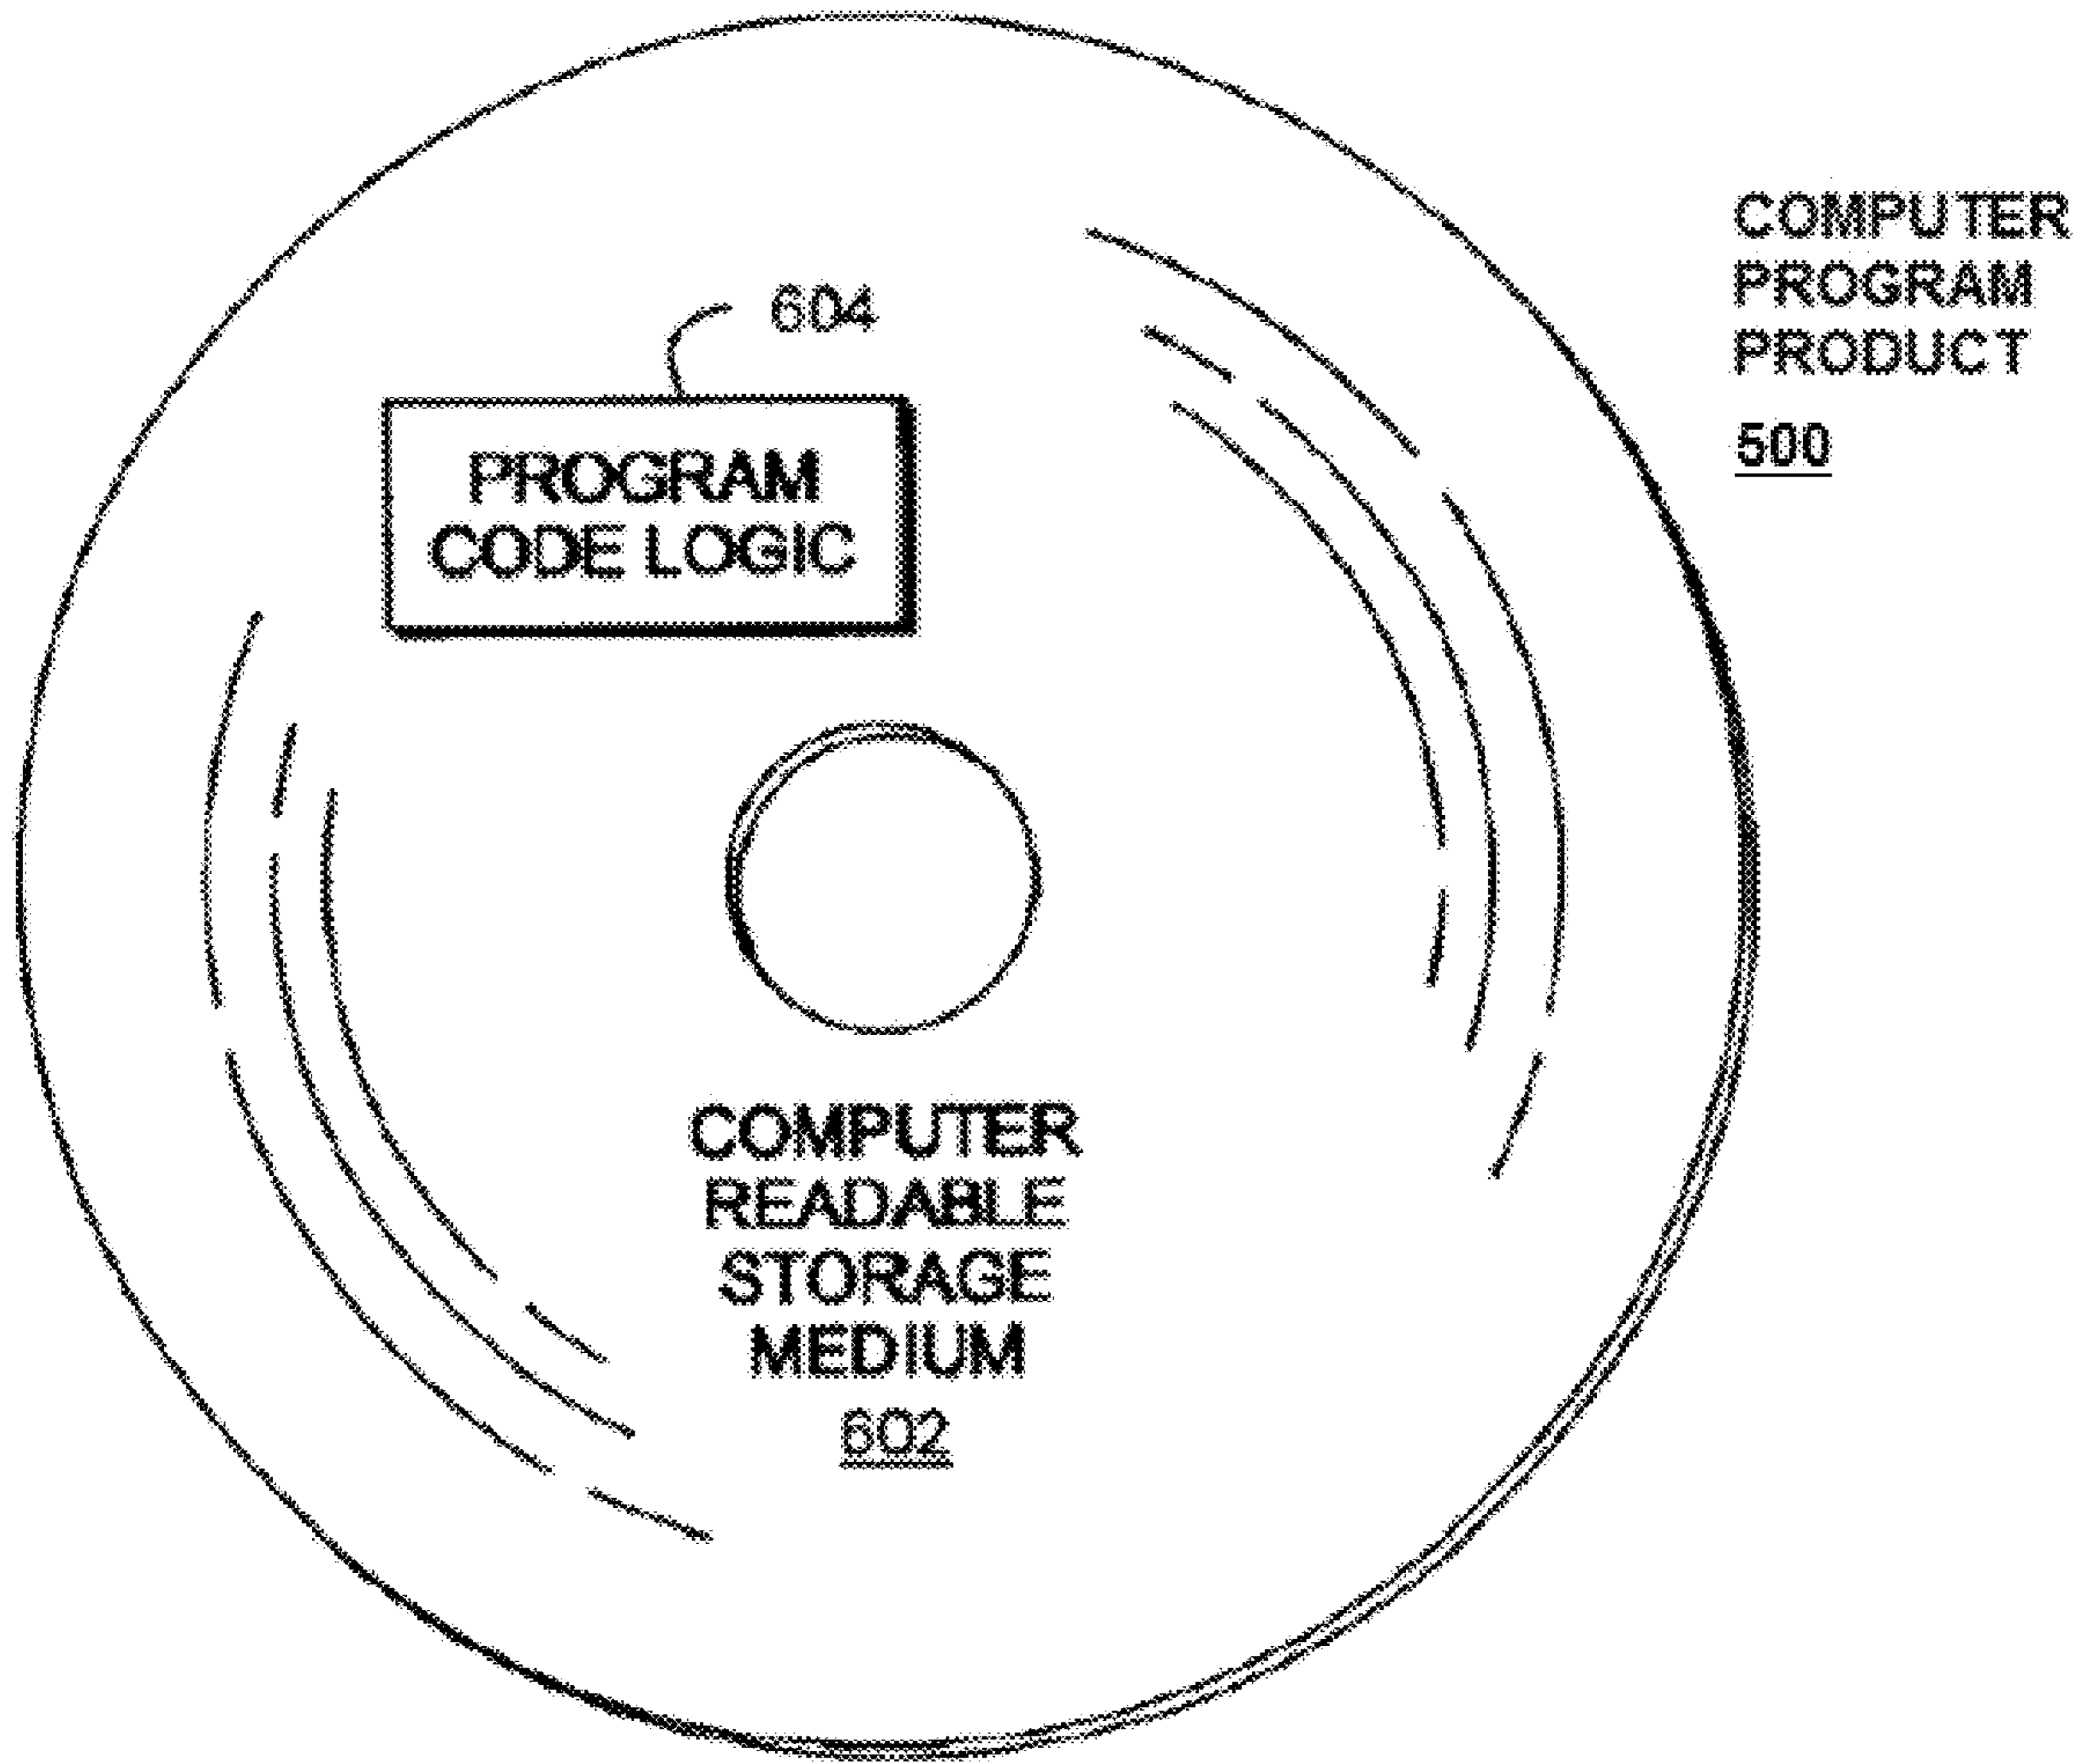 COMPUTER
PROGRAM
PRODUCT
500
604
PROGRAM
CODE LOGIC
COMPUTER
READABLE
STORAGE
MEDIUM
602